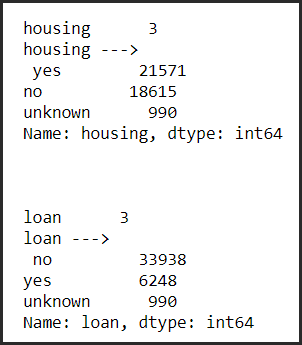 housing      3
housing --->
 yes        21571
no         18615
unknown      990
Name: housing, dtype: int64
loan      3
loan --->
 no         33938
yes         6248
unknown      990
Name: loan, dtype: int64